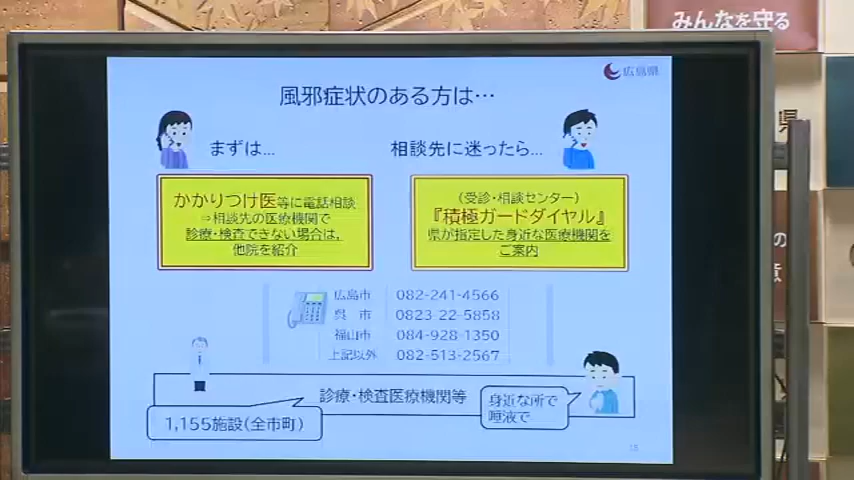 みんなを守る
広島県
風邪症状のある方は…
まずは…
相談先に迷ったら…
かかりつけ医等に電話相談
⇒相談先の医療機関で
診療・検査できない場合は、
他院を紹介
(受診・相談センター)
『積極ガードダイヤル』
県が指定した身近な医療機関を
ご案内
広島市 082-241-4566
呉 市 0823-22-5858
福山市 084-928-1350
上記以外 082-513-2567
診療・検査医療機関等
1,155施設(全市町)
身近な所で
唾液で
県
の